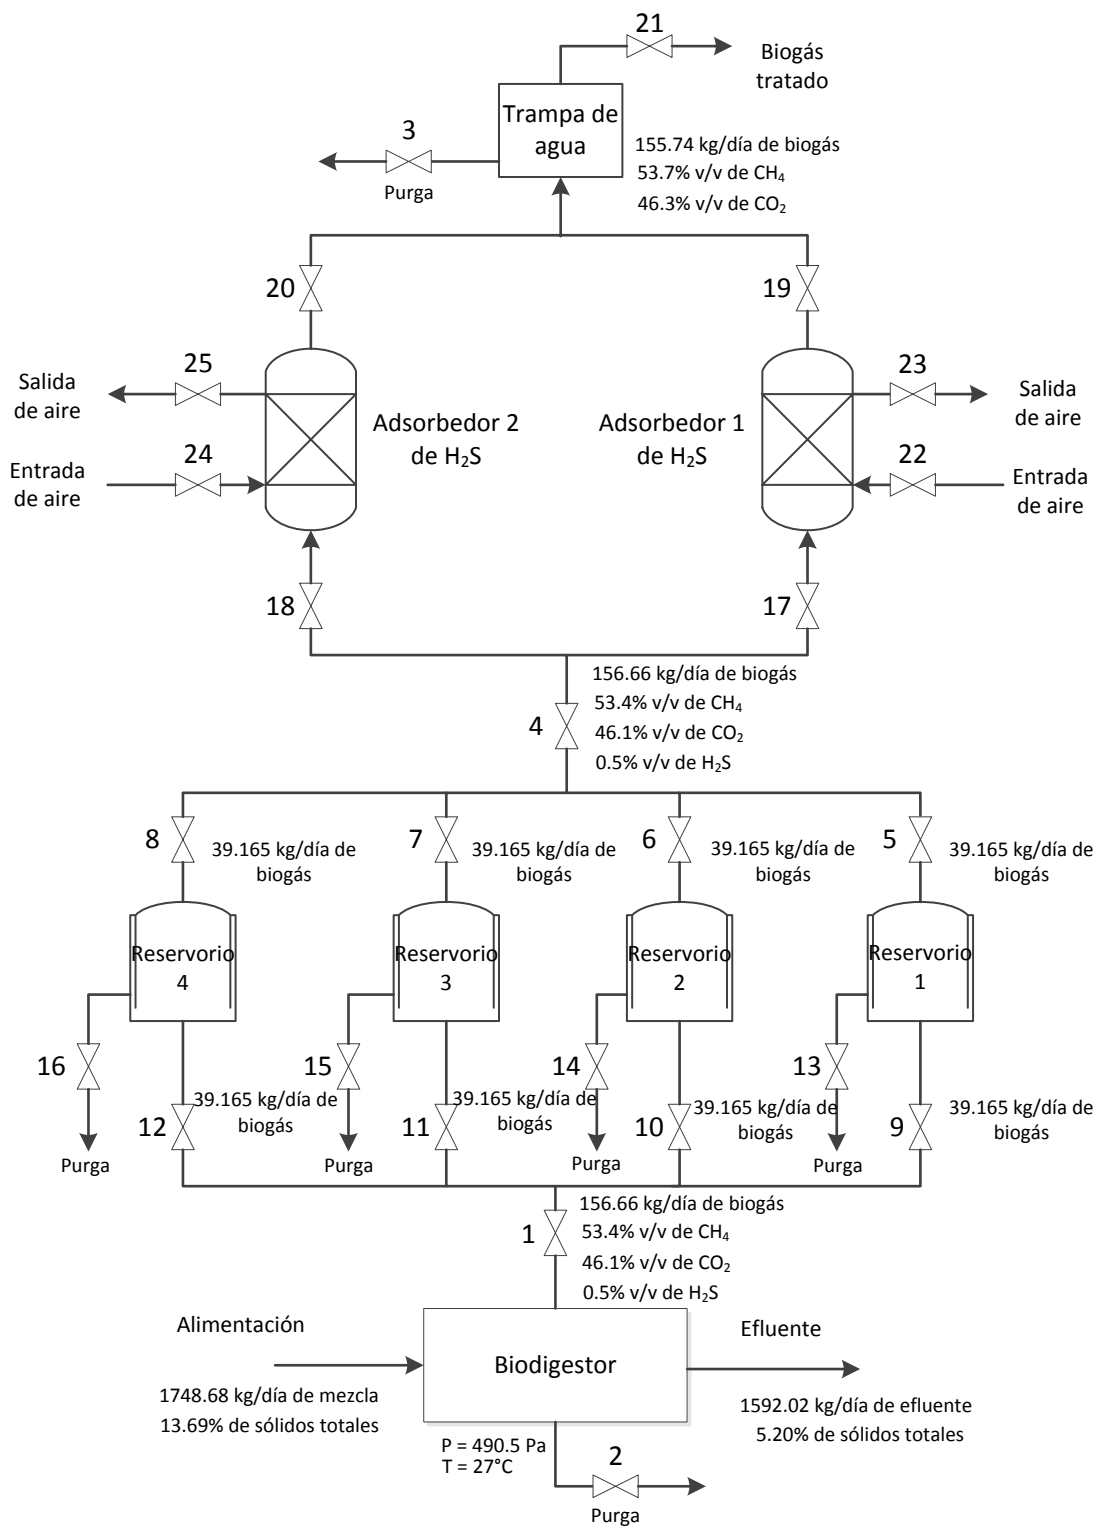 21
Biogás
tratado
Trampa de
agua
3
Purga
155.74 kg/día de biogás
53.7% v/v de CH₄
46.3% v/v de CO₂
20
19
25
23
Salida
de aire
Salida
de aire
Adsorbedor 2
de H₂S
Adsorbedor 1
de H₂S
24
22
Entrada
de aire
Entrada
de aire
18
17
156.66 kg/día de biogás
53.4% v/v de CH₄
46.1% v/v de CO₂
0.5% v/v de H₂S
4
8
39.165 kg/día de
biogás
7
39.165 kg/día de
biogás
6
39.165 kg/día de
biogás
5
39.165 kg/día de
biogás
Reservorio
4
Reservorio
3
Reservorio
2
Reservorio
1
16
15
14
13
12
39.165 kg/día de
biogás
11
39.165 kg/día de
biogás
10
39.165 kg/día de
biogás
9
39.165 kg/día de
biogás
Purga
Purga
Purga
Purga
1
156.66 kg/día de biogás
53.4% v/v de CH₄
46.1% v/v de CO₂
0.5% v/v de H₂S
Alimentación
Biodigestor
Efluente
1748.68 kg/día de mezcla
13.69% de sólidos totales
1592.02 kg/día de efluente
5.20% de sólidos totales
P = 490.5 Pa
T = 27°C
2
Purga